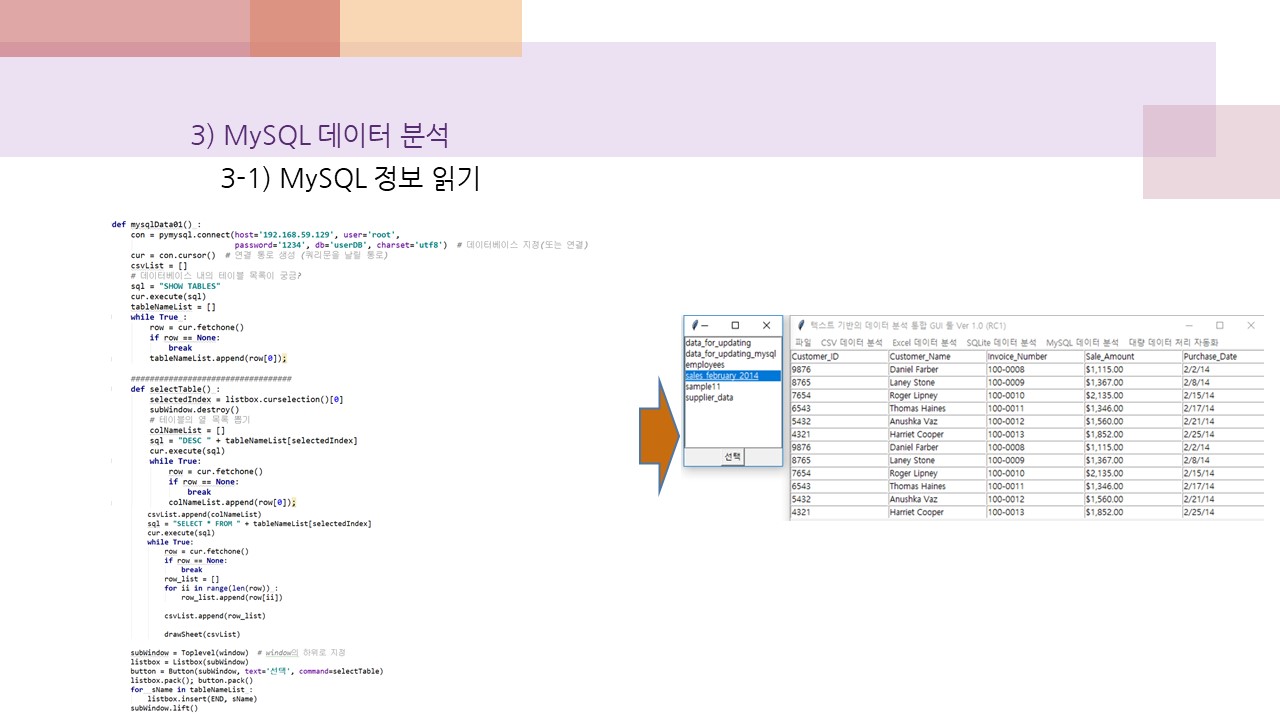 3) MySQL 데이터 분석
3-1) MySQL 정보 읽기
def mysqlData01() :
con = pymysql.connect(host='192.168.59.129', user='root',
password='1234', db='userDB', charset='utf8')  # 데이터베이스 지정(또는 연결)
cur = con.cursor()  # 연결 통로 생성 (쿼리문을 날릴 통로)
csvList = []
# 데이터베이스 내의 테이블 목록이 궁금?
sql = "SHOW TABLES"
cur.execute(sql)
tableNameList = []
while True :
row = cur.fetchone()
if row == None:
break
tableNameList.append(row[0]);
##################################
def selectTable() :
selectedIndex = listbox.curselection()[0]
subWindow.destroy()
# 테이블의 열 목록 뽑기
colNameList = []
sql = "DESC " + tableNameList[selectedIndex]
cur.execute(sql)
while True:
row = cur.fetchone()
if row == None:
break
colNameList.append(row[0]);
csvList.append(colNameList)
sql = "SELECT * FROM " + tableNameList[selectedIndex]
cur.execute(sql)
while True:
row = cur.fetchone()
if row == None:
break
row_list = []
for ii in range(len(row)) :
row_list.append(row[ii])
csvList.append(row_list)
drawSheet(csvList)
subWindow = Toplevel(window)  # window의 하위로 지정
listbox = Listbox(subWindow)
button = Button(subWindow, text='선택', command=selectTable)
listbox.pack(); button.pack()
for  sName in tableNameList :
listbox.insert(END, sName)
subWindow.lift()
data_for_updating
data_for_updating_mysql
employees
sales_february_2014
sample11
supplier_data
선택
텍스트 기반의 데이터 분석 통합 GUI 툴 Ver 1.0 (RC1)
파일 CSV 데이터 분석 Excel 데이터 분석 SQLite 데이터 분석 MySQL 데이터 분석 대량 데이터 처리 자동화
Customer_ID Customer_Name Invoice_Number Sale_Amount Purchase_Date
9876 Daniel Farber 100-0008 $1,115.00 2/2/14
8765 Laney Stone 100-0009 $1,367.00 2/8/14
7654 Roger Lipney 100-0010 $2,135.00 2/15/14
6543 Thomas Haines 100-0011 $1,346.00 2/17/14
5432 Anushka Vaz 100-0012 $1,560.00 2/21/14
4321 Harriet Cooper 100-0013 $1,852.00 2/25/14
9876 Daniel Farber 100-0008 $1,115.00 2/2/14
8765 Laney Stone 100-0009 $1,367.00 2/8/14
7654 Roger Lipney 100-0010 $2,135.00 2/15/14
6543 Thomas Haines 100-0011 $1,346.00 2/17/14
5432 Anushka Vaz 100-0012 $1,560.00 2/21/14
4321 Harriet Cooper 100-0013 $1,852.00 2/25/14